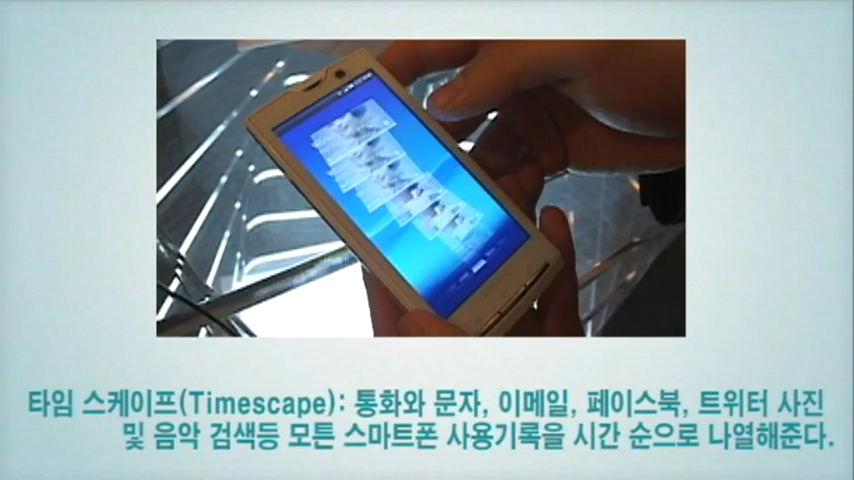 타임 스케이프(Timescape): 통화와 문자, 이메일, 페이스북, 트위터 사진
및 음악 검색등 모튼 스마트폰 사용기록을 시간 순으로 나열해준다.